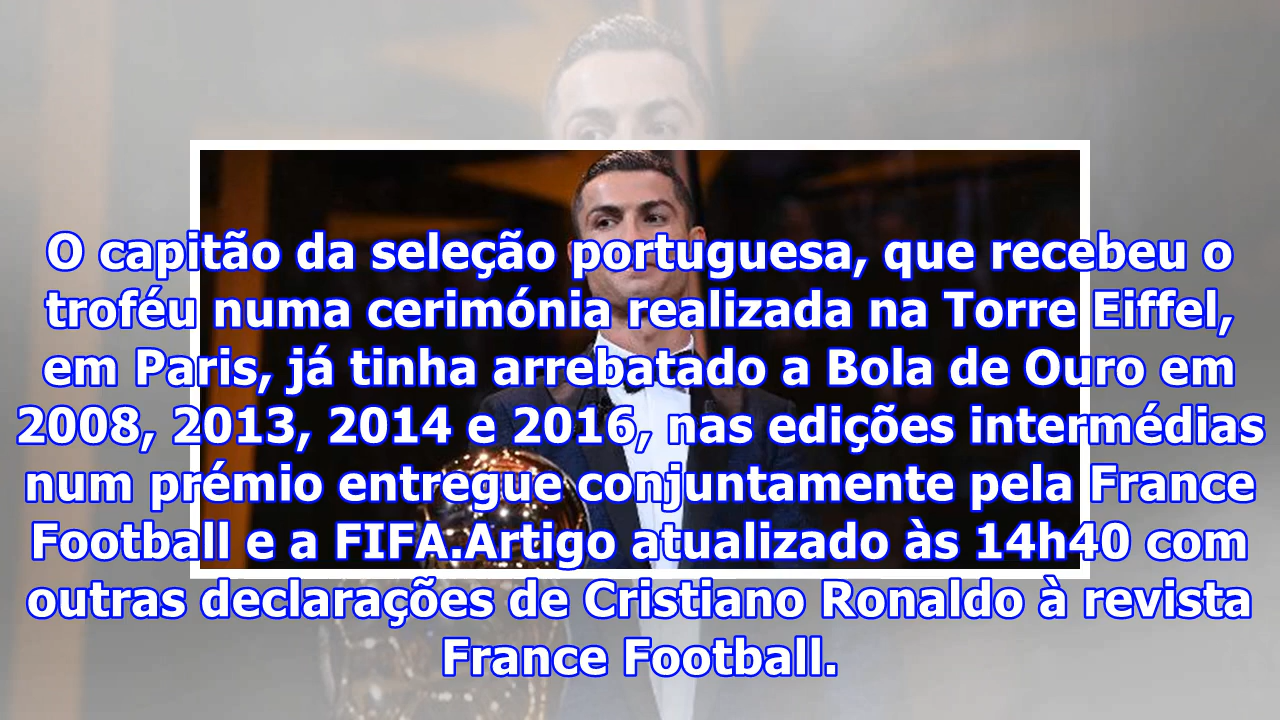 O capitão da seleção portuguesa, que recebeu o
troféu numa cerimónia realizada na Torre Eiffel,
em Paris, já tinha arrebatado a Bola de Ouro em
2008, 2013, 2014 e 2016, nas edições intermédias
num prémio entregue conjuntamente pela France
Football e a FIFA.Artigo atualizado às 14h40 com
outras declarações de Cristiano Ronaldo à revista
France Football.